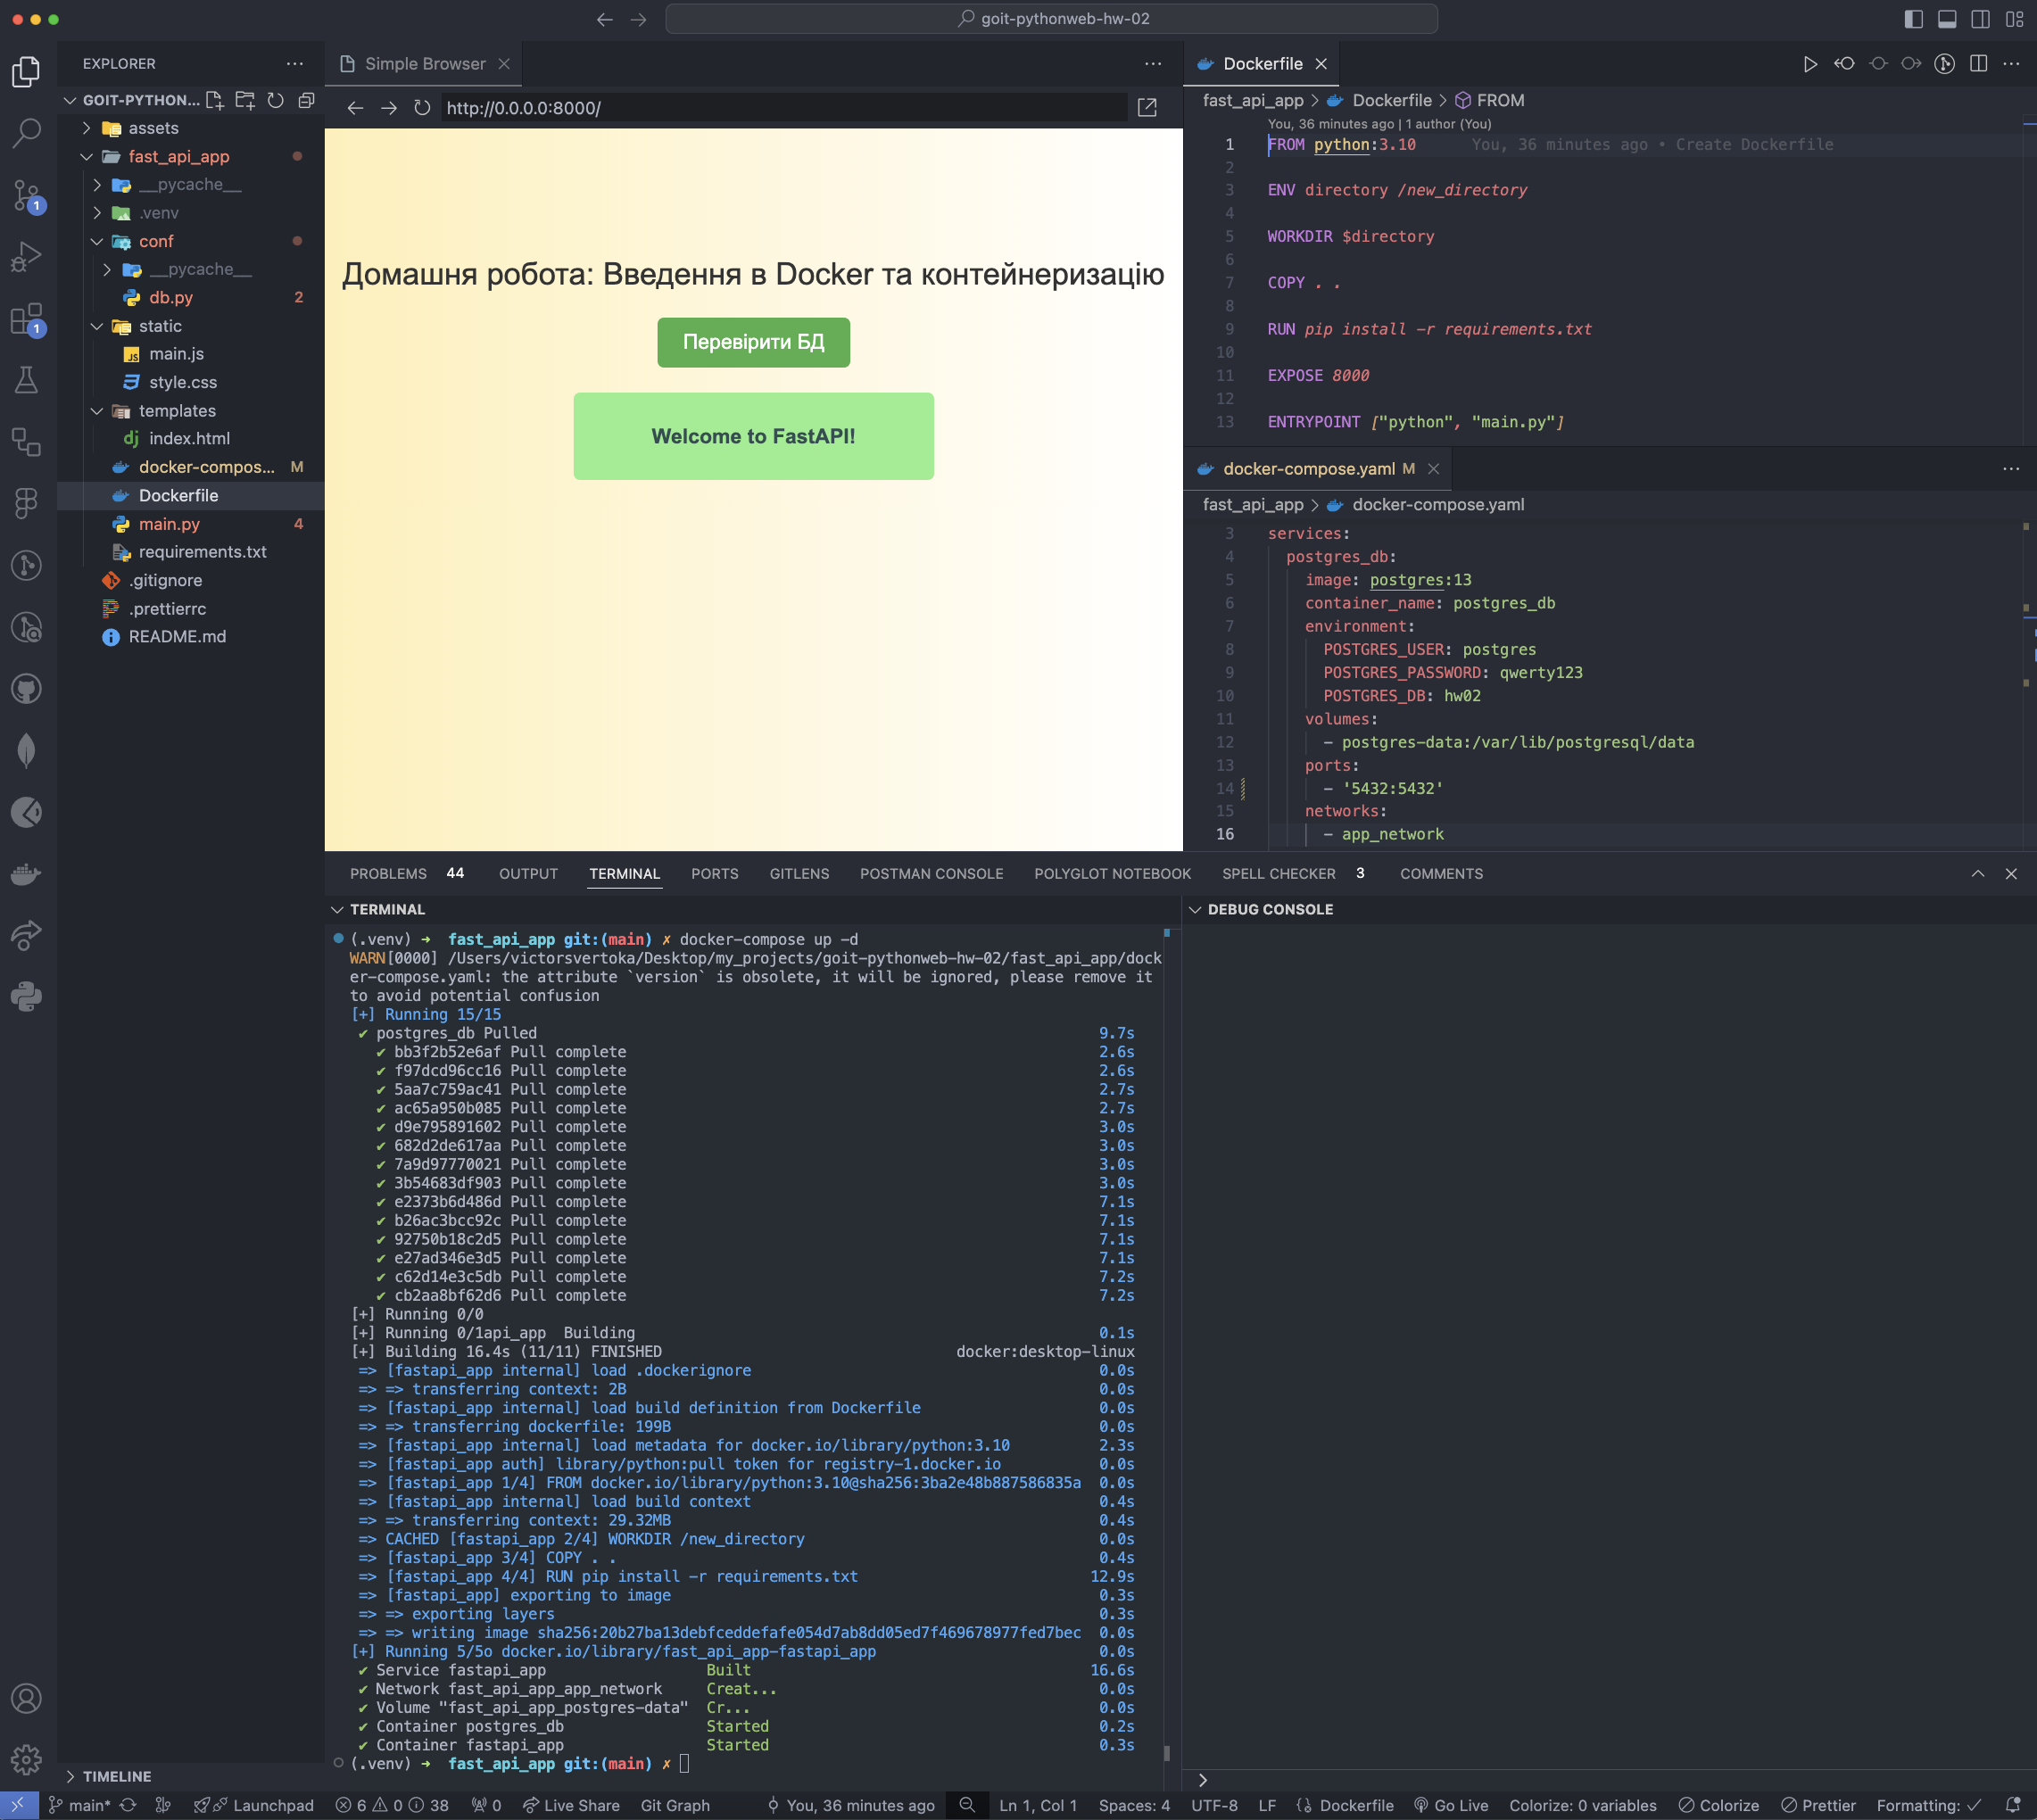 goit-pythonweb-hw-02
EXPLORER
GOIT-PYTHON...
assets
fast_api_app
__pycache__
.venv
conf
__pycache__
db.py 2
static
main.js
style.css
templates
index.html
docker-compos... M
Dockerfile
main.py 4
requirements.txt
.gitignore
.prettierrc
README.md
TIMELINE
Simple Browser
http://0.0.0.0:8000/
Домашня робота: Введення в Docker та контейнеризацію
Перевірити БД
Welcome to FastAPI!
Dockerfile
fast_api_app > Dockerfile > FROM
You, 36 minutes ago | 1 author (You)
1 FROM python:3.10 You, 36 minutes ago • Create Dockerfile
2
3 ENV directory /new_directory
4
5 WORKDIR $directory
6
7 COPY . .
8
9 RUN pip install -r requirements.txt
10
11 EXPOSE 8000
12
13 ENTRYPOINT ["python", "main.py"]
docker-compose.yaml M
fast_api_app > docker-compose.yaml
3 services:
4 postgres_db:
5 image: postgres:13
6 container_name: postgres_db
7 environment:
8 POSTGRES_USER: postgres
9 POSTGRES_PASSWORD: qwerty123
10 POSTGRES_DB: hw02
11 volumes:
12 - postgres-data:/var/lib/postgresql/data
13 ports:
14 - '5432:5432'
15 networks:
16 - app_network
PROBLEMS 44 OUTPUT TERMINAL PORTS GITLENS POSTMAN CONSOLE POLYGLOT NOTEBOOK SPELL CHECKER 3 COMMENTS
TERMINAL
(.venv) ➜ fast_api_app git:(main) ✗ docker-compose up -d
WARN[0000] /Users/victorsvertoka/Desktop/my_projects/goit-pythonweb-hw-02/fast_api_app/dock
er-compose.yaml: the attribute `version` is obsolete, it will be ignored, please remove it
to avoid potential confusion
[+] Running 15/15
✔ postgres_db Pulled 9.7s
✔ bb3f2b52e6af Pull complete 2.6s
✔ f97dcd96cc16 Pull complete 2.6s
✔ 5aa7c759ac41 Pull complete 2.7s
✔ ac65a950b085 Pull complete 2.7s
✔ d9e795891602 Pull complete 3.0s
✔ 682d2de617aa Pull complete 3.0s
✔ 7a9d97770021 Pull complete 3.0s
✔ 3b54683df903 Pull complete 3.0s
✔ e2373b6d486d Pull complete 7.1s
✔ b26ac3bcc92c Pull complete 7.1s
✔ 92750b18c2d5 Pull complete 7.1s
✔ e27ad346e3d5 Pull complete 7.1s
✔ c62d14e3c5db Pull complete 7.2s
✔ cb2aa8bf62d6 Pull complete 7.2s
[+] Running 0/0
[+] Running 0/1api_app Building 0.1s
[+] Building 16.4s (11/11) FINISHED docker:desktop-linux
=> [fastapi_app internal] load .dockerignore 0.0s
=> => transferring context: 2B 0.0s
=> [fastapi_app internal] load build definition from Dockerfile 0.0s
=> => transferring dockerfile: 199B 0.0s
=> [fastapi_app internal] load metadata for docker.io/library/python:3.10 2.3s
=> [fastapi_app auth] library/python:pull token for registry-1.docker.io 0.0s
=> [fastapi_app 1/4] FROM docker.io/library/python:3.10@sha256:3ba2e48b887586835a 0.0s
=> [fastapi_app internal] load build context 0.4s
=> => transferring context: 29.32MB 0.4s
=> CACHED [fastapi_app 2/4] WORKDIR /new_directory 0.0s
=> [fastapi_app 3/4] COPY . . 0.4s
=> [fastapi_app 4/4] RUN pip install -r requirements.txt 12.9s
=> [fastapi_app] exporting to image 0.3s
=> => exporting layers 0.3s
=> => writing image sha256:20b27ba13debfceddefafe054d7ab8dd05ed7f469678977fed7bec 0.0s
[+] Running 5/5o docker.io/library/fast_api_app-fastapi_app 0.0s
✔ Service fastapi_app Built 16.6s
✔ Network fast_api_app_app_network Creat... 0.0s
✔ Volume "fast_api_app_postgres-data" Cr... 0.0s
✔ Container postgres_db Started 0.2s
✔ Container fastapi_app Started 0.3s
(.venv) ➜ fast_api_app git:(main) ✗
DEBUG CONSOLE
1
1
main* Launchpad 6 0 38 0 Live Share Git Graph You, 36 minutes ago Ln 1, Col 1 Spaces: 4 UTF-8 LF Dockerfile Go Live Colorize: 0 variables Colorize Prettier Formatting: ✓